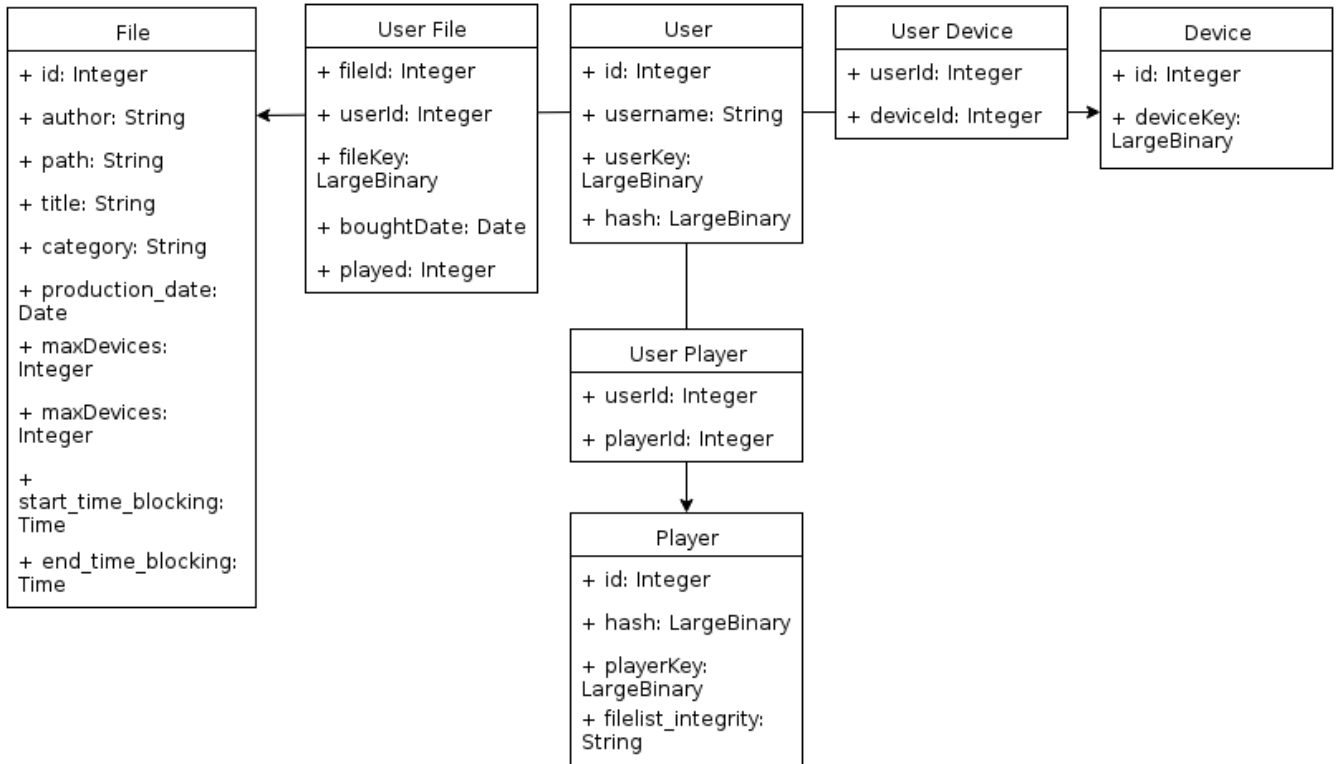 File
+ id: Integer
+ author: String
+ path: String
+ title: String
+ category: String
+ production_date:
Date
+ maxDevices:
Integer
+ maxDevices:
Integer
+
start_time_blocking:
Time
+ end_time_blocking:
Time
User File
+ fileId: Integer
+ userId: Integer
+ fileKey:
LargeBinary
+ boughtDate: Date
+ played: Integer
User
+ id: Integer
+ username: String
+ userKey:
LargeBinary
+ hash: LargeBinary
User Device
+ userId: Integer
+ deviceId: Integer
Device
+ id: Integer
+ deviceKey:
LargeBinary
User Player
+ userId: Integer
+ playerId: Integer
Player
+ id: Integer
+ hash: LargeBinary
+ playerKey:
LargeBinary
+ filelist_integrity:
String